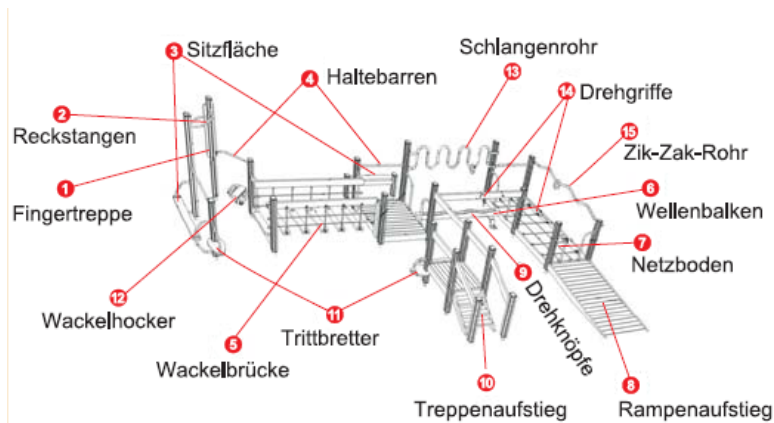 3 Sitzfläche
Schlangenrohr
13
4 Haltebarren
14 Drehgriffe
2
Reckstangen
15
Zik-Zak-Rohr
1
Fingertreppe
6
Wellenbalken
7
Netzboden
12
Wackelhocker
11
Trittbretter
5
Wackelbrücke
9
Drehknöpfe
10
Treppenaufstieg
8
Rampenaufstieg